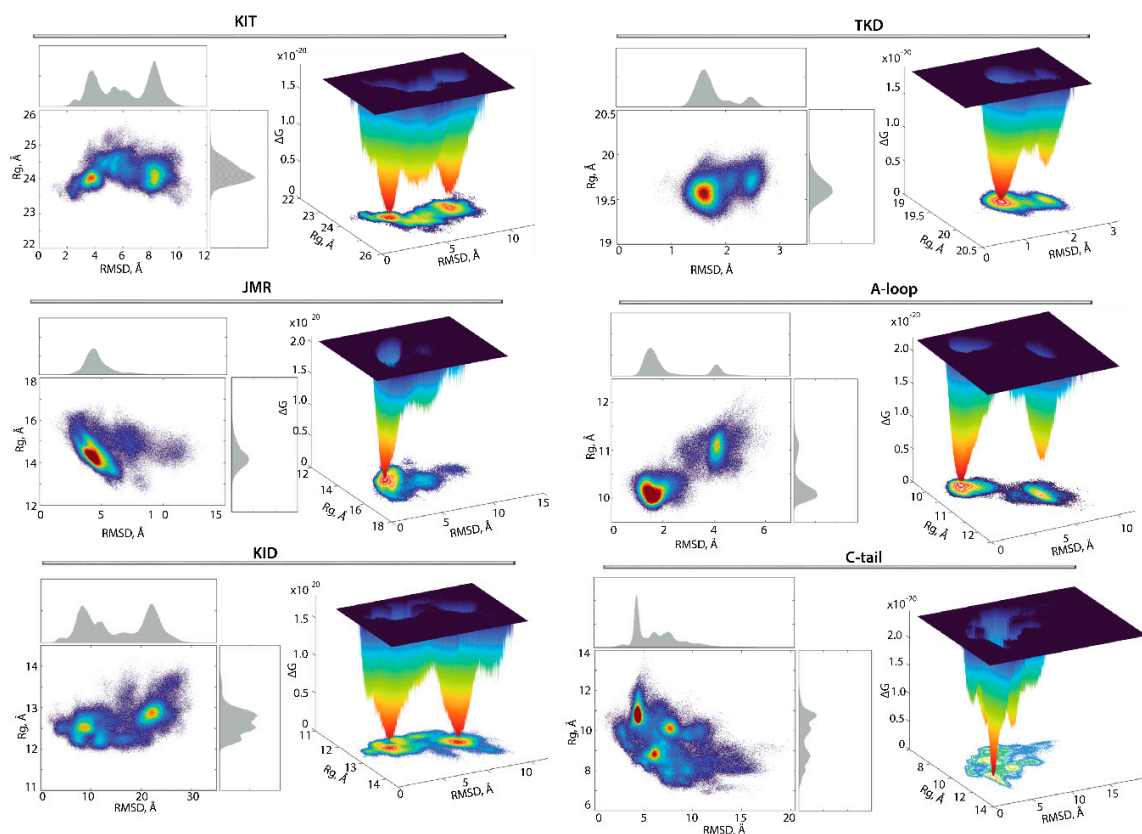 KIT
26
25
24
23
22
Rg, Å
0 2 4 6 8 10 12
RMSD, Å
x10⁻²⁰
1.5
1.0
0.5
0
ΔG
22
23
24
26
Rg, Å
0 5 10
RMSD, Å
TKD
20.5
20
19.5
19
Rg, Å
0 1 2 3
RMSD, Å
x10⁻²⁰
2.0
1.5
1.0
0.5
0
ΔG
19
19.5
20
20.5
Rg, Å
0 1 2 3
RMSD, Å
JMR
18
16
14
12
Rg, Å
0 5 10 15
RMSD, Å
x10 20
2.0
1.5
1.0
0.5
0.0
ΔG
12
14
16
18
Rg, Å
0 5 10 15
RMSD, Å
A-loop
12
11
10
Rg, Å
0 2 4 6
RMSD, Å
x10⁻²⁰
2.0
1.5
1.0
0.5
0.0
ΔG
10
11
12
Rg, Å
0 5 10
RMSD, Å
KID
14
13
12
11
Rg, Å
0 10 20 30
RMSD, Å
x10 20
1.5
1.0
0.5
0
ΔG
11
12
13
14
Rg, Å
0 5 10
RMSD, Å
C-tail
14
12
10
8
6
Rg, Å
0 5 10 15 20
RMSD, Å
x10⁻²⁰
2.0
1.5
1.0
0.5
0
ΔG
8
10
12
14
Rg, Å
0 5 10 15
RMSD, Å